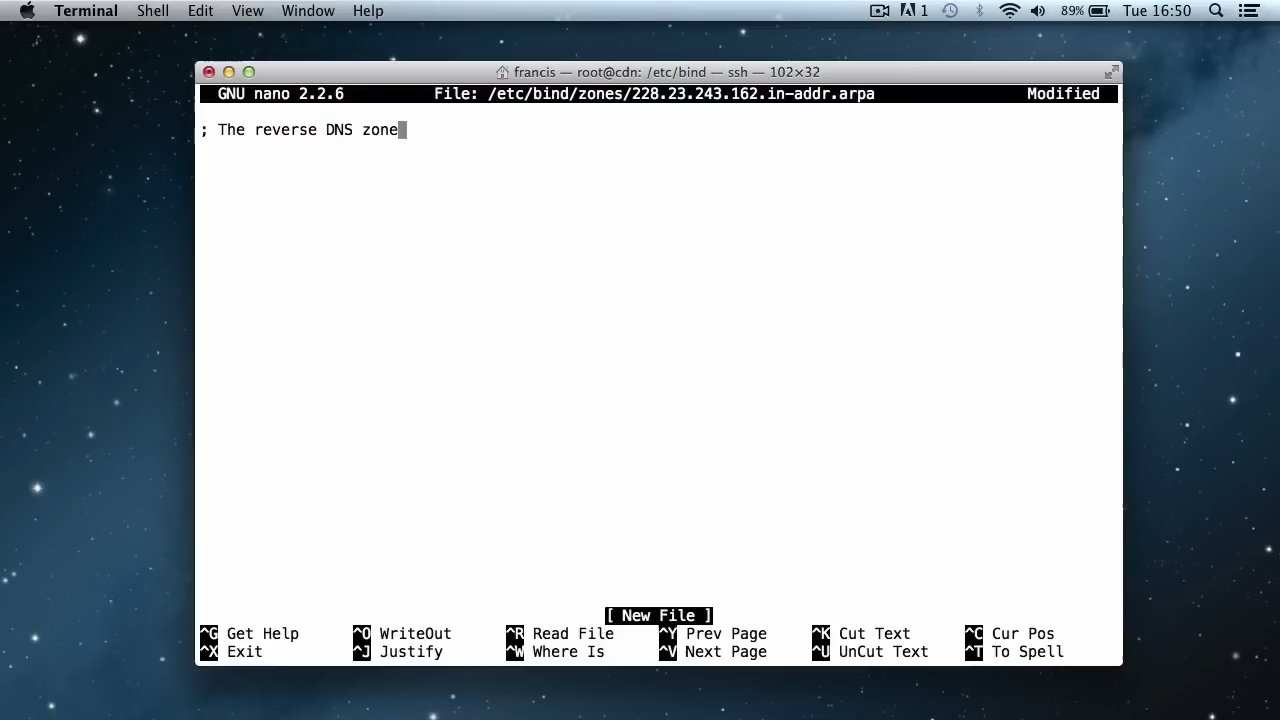 Terminal Shell Edit View Window Help 1 89% Tue 16:50
francis — root@cdn: /etc/bind — ssh — 102×32
GNU nano 2.2.6 File: /etc/bind/zones/228.23.243.162.in-addr.arpa Modified
; The reverse DNS zone
[ New File ]
^G Get Help ^O WriteOut ^R Read File ^Y Prev Page ^K Cut Text ^C Cur Pos
^X Exit ^J Justify ^W Where Is ^V Next Page ^U UnCut Text ^T To Spell